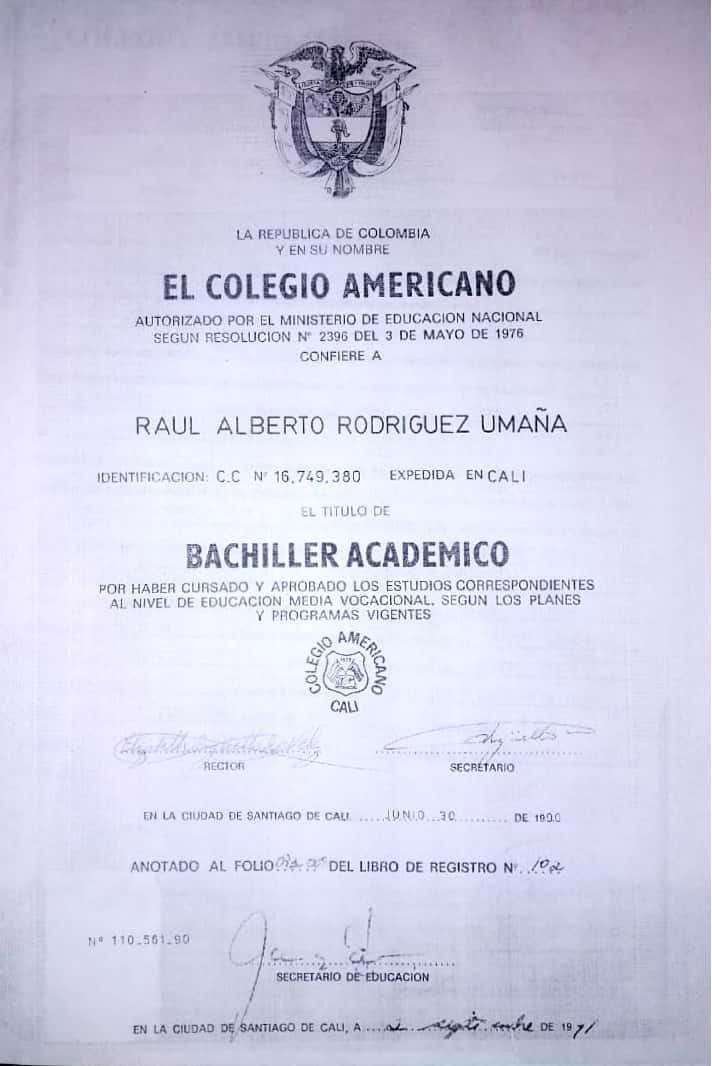 LA REPUBLICA DE COLOMBIA
Y EN SU NOMBRE
EL COLEGIO AMERICANO
AUTORIZADO POR EL MINISTERIO DE EDUCACION NACIONAL
SEGUN RESOLUCION Nº 2396 DEL 3 DE MAYO DE 1976
CONFIERE A
RAUL ALBERTO RODRIGUEZ UMAÑA
IDENTIFICACION: C.C Nº 16,749,380 EXPEDIDA EN CALI
EL TITULO DE
BACHILLER ACADEMICO
POR HABER CURSADO Y APROBADO LOS ESTUDIOS CORRESPONDIENTES
AL NIVEL DE EDUCACION MEDIA VOCACIONAL, SEGUN LOS PLANES
Y PROGRAMAS VIGENTES
COLEGIO AMERICANO
CALI
RECTOR SECRETARIO
EN LA CIUDAD DE SANTIAGO DE CALI, JUNIO 30 DE 1990
ANOTADO AL FOLIO DEL LIBRO DE REGISTRO Nº
Nº 110-561-90
SECRETARIO DE EDUCACION
EN LA CIUDAD DE SANTIAGO DE CALI, A 2 septiembre DE 1991